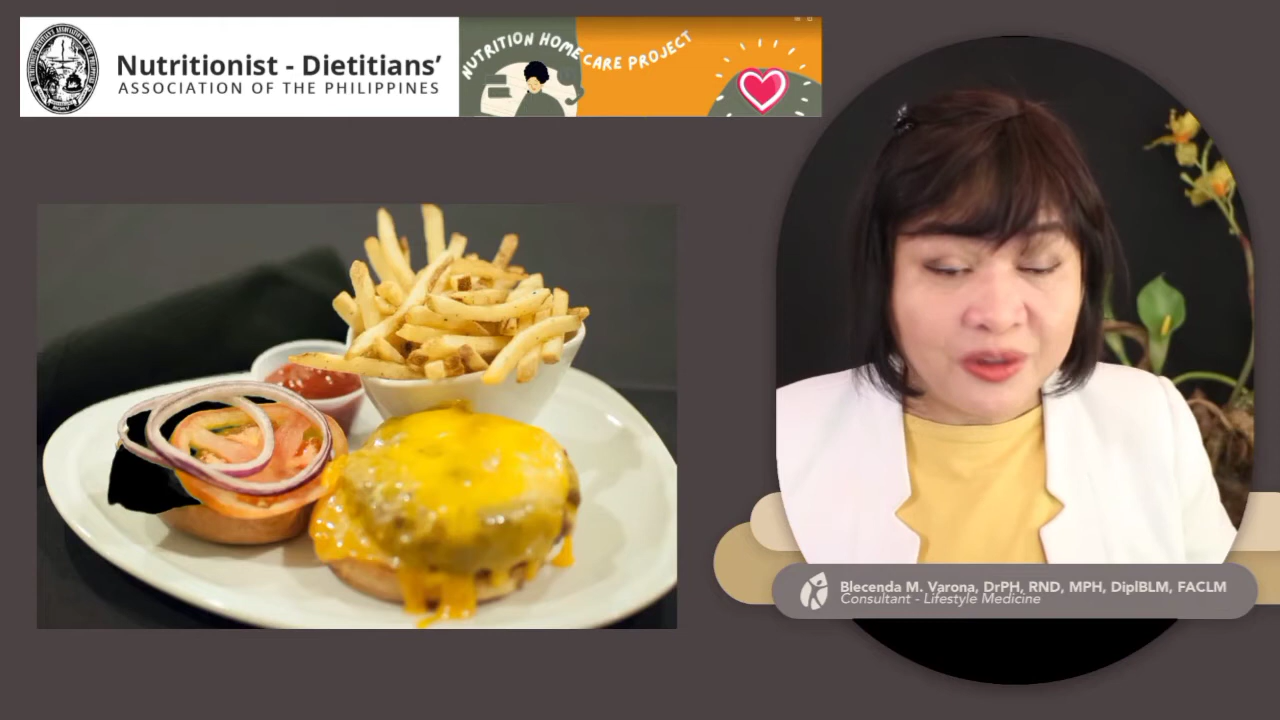 Nutritionist - Dietitians’
ASSOCIATION OF THE PHILIPPINES
NUTRITION HOME CARE PROJECT
Blecenda M. Varona, DrPH, RND, MPH, DiplBLM, FACLM
Consultant - Lifestyle Medicine